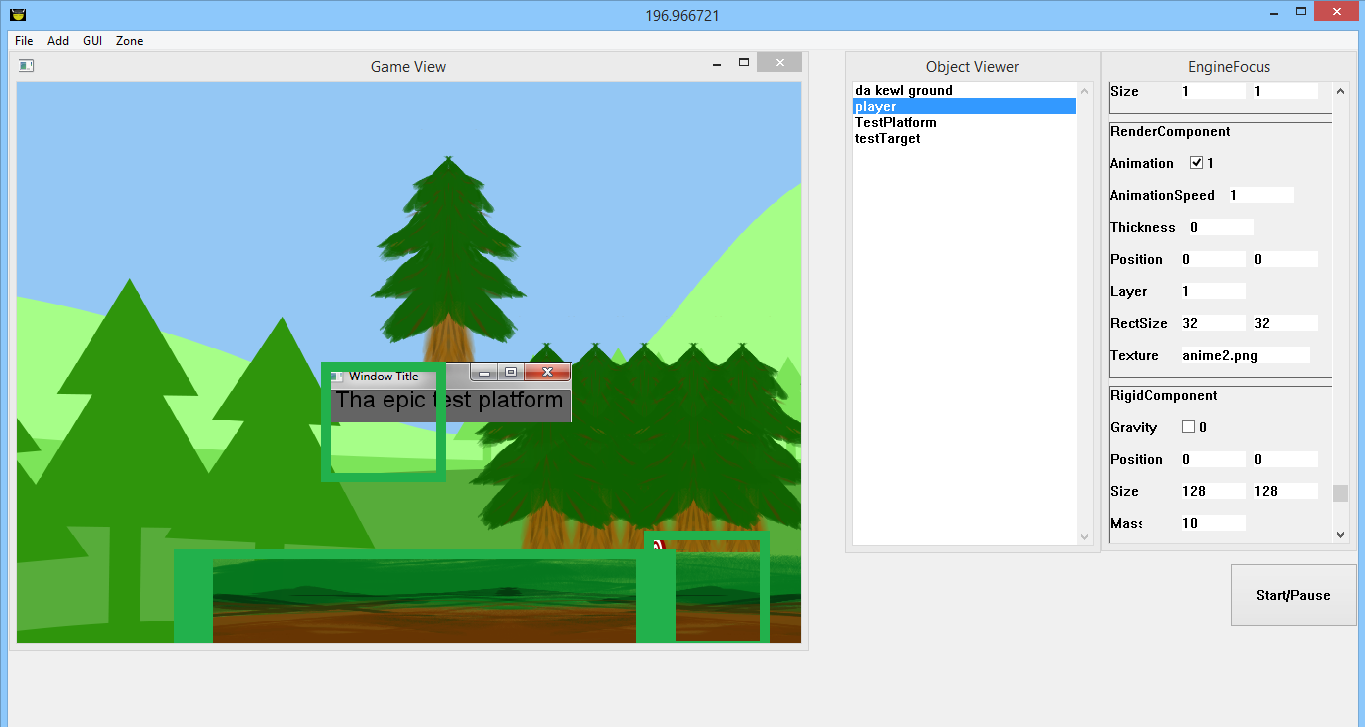 196.966721
File Add GUI Zone
Game View
Window Title
Tha epic test platform
Object Viewer
da kewl ground
player
TestPlatform
testTarget
EngineFocus
Size 1 1
RenderComponent
Animation 1
AnimationSpeed 1
Thickness 0
Position 0 0
Layer 1
RectSize 32 32
Texture anime2.png
RigidComponent
Gravity 0
Position 0 0
Size 128 128
Mass 10
Start/Pause